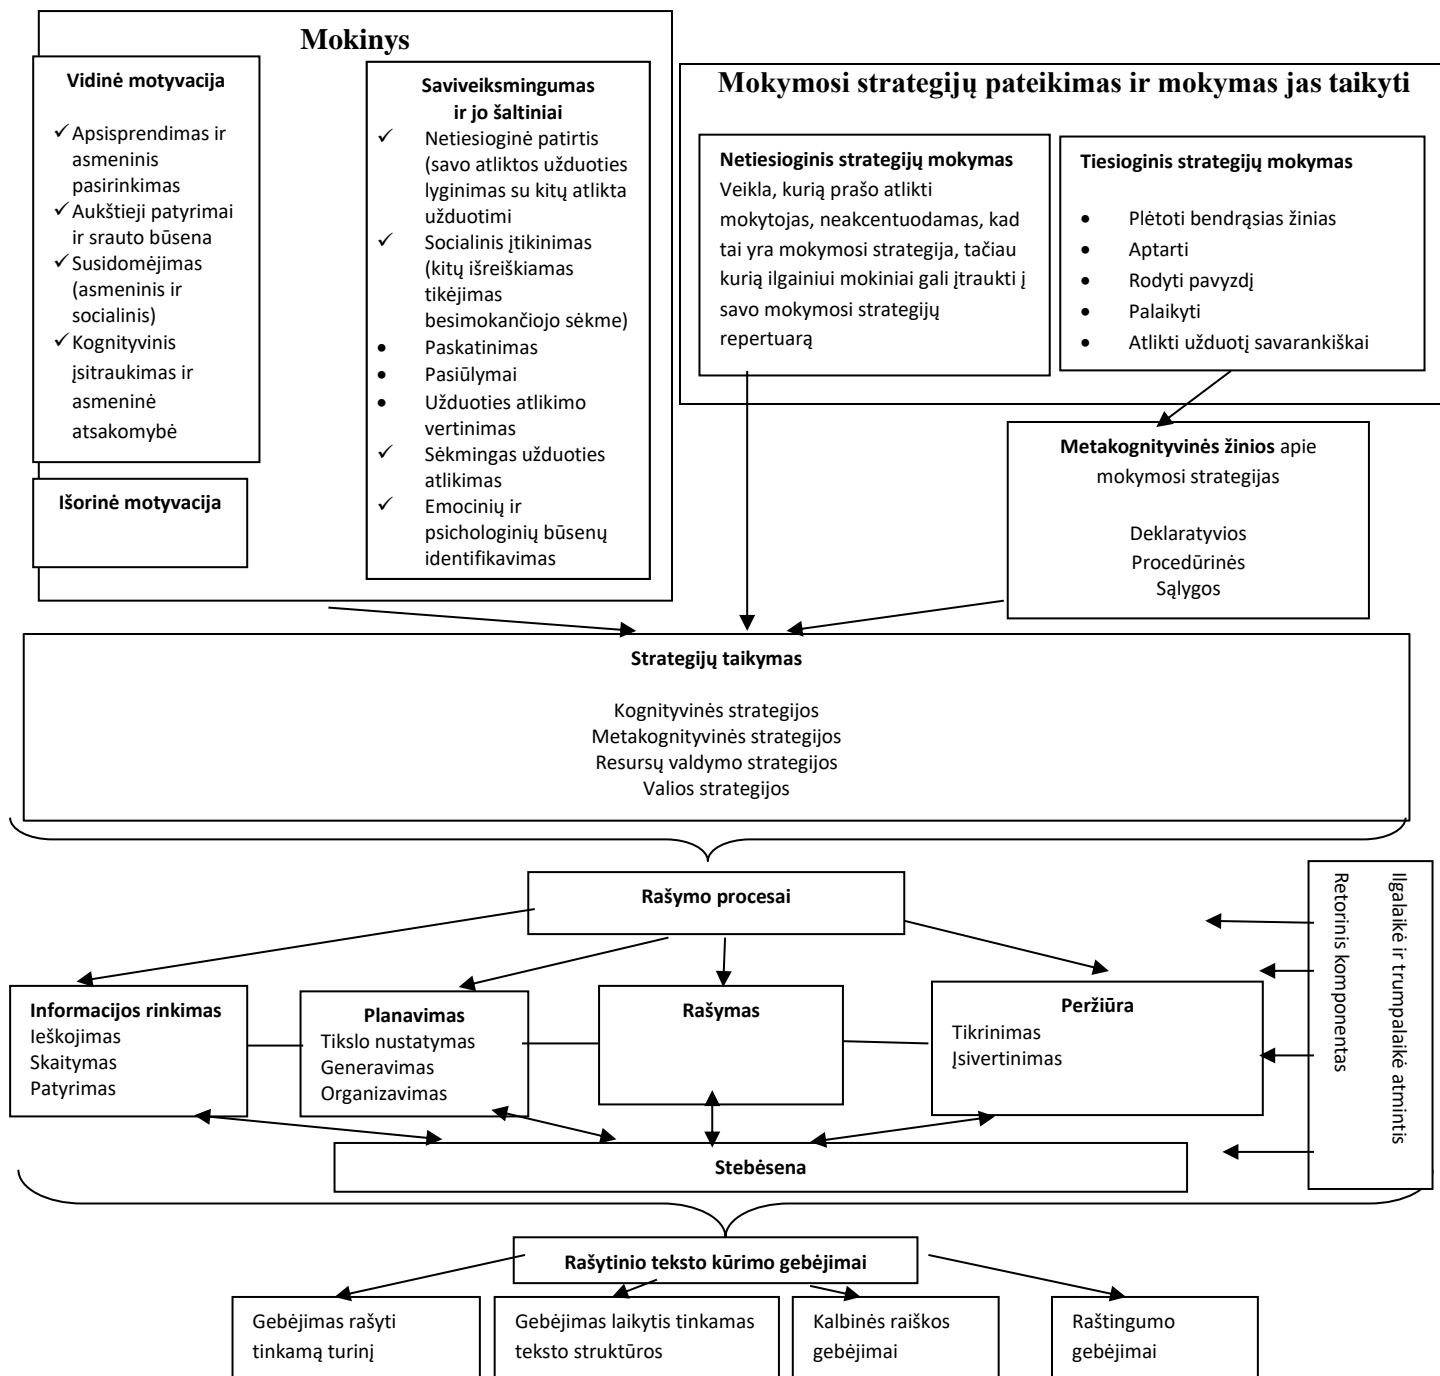 Mokinys
Vidinė motyvacija
✓ Apsisprendimas ir
asmeninis
pasirinkimas
✓ Aukštieji patyrimai
ir srauto būsena
✓ Susidomėjimas
(asmeninis ir
socialinis)
✓ Kognityvinis
įsitraukimas ir
asmeninė
atsakomybė
Išorinė motyvacija
Saviveiksmingumas
ir jo šaltiniai
✓ Netiesioginė patirtis
(savo atliktos užduoties
lyginimas su kitų atlikta
užduotimi
✓ Socialinis įtikinimas
(kitų išreiškiamas
tikėjimas
besimokančiojo sėkme)
• Paskatinimas
• Pasiūlymai
• Užduoties atlikimo
vertinimas
✓ Sėkmingas užduoties
atlikimas
✓ Emocinių ir
psichologinių būsenų
identifikavimas
Mokymosi strategijų pateikimas ir mokymas jas taikyti
Netiesioginis strategijų mokymas
Veikla, kurią prašo atlikti
mokytojas, neakcentuodamas, kad
tai yra mokymosi strategija, tačiau
kurią ilgainiui mokiniai gali įtraukti į
savo mokymosi strategijų
repertuarą
Tiesioginis strategijų mokymas
• Plėtoti bendrąsias žinias
• Aptarti
• Rodyti pavyzdį
• Palaikyti
• Atlikti užduotį savarankiškai
Metakognityvinės žinios apie
mokymosi strategijas
Deklaratyvios
Procedūrinės
Sąlygos
Strategijų taikymas
Kognityvinės strategijos
Metakognityvinės strategijos
Resursų valdymo strategijos
Valios strategijos
Rašymo procesai
Informacijos rinkimas
Ieškojimas
Skaitymas
Patyrimas
Planavimas
Tikslo nustatymas
Generavimas
Organizavimas
Rašymas
Peržiūra
Tikrinimas
Įsivertinimas
Ilgalaikė ir trumpalaikė atmintis
Retorinis komponentas
Stebėsena
Rašytinio teksto kūrimo gebėjimai
Gebėjimas rašyti
tinkamą turinį
Gebėjimas laikytis tinkamas
teksto struktūros
Kalbinės raiškos
gebėjimai
Raštingumo
gebėjimai